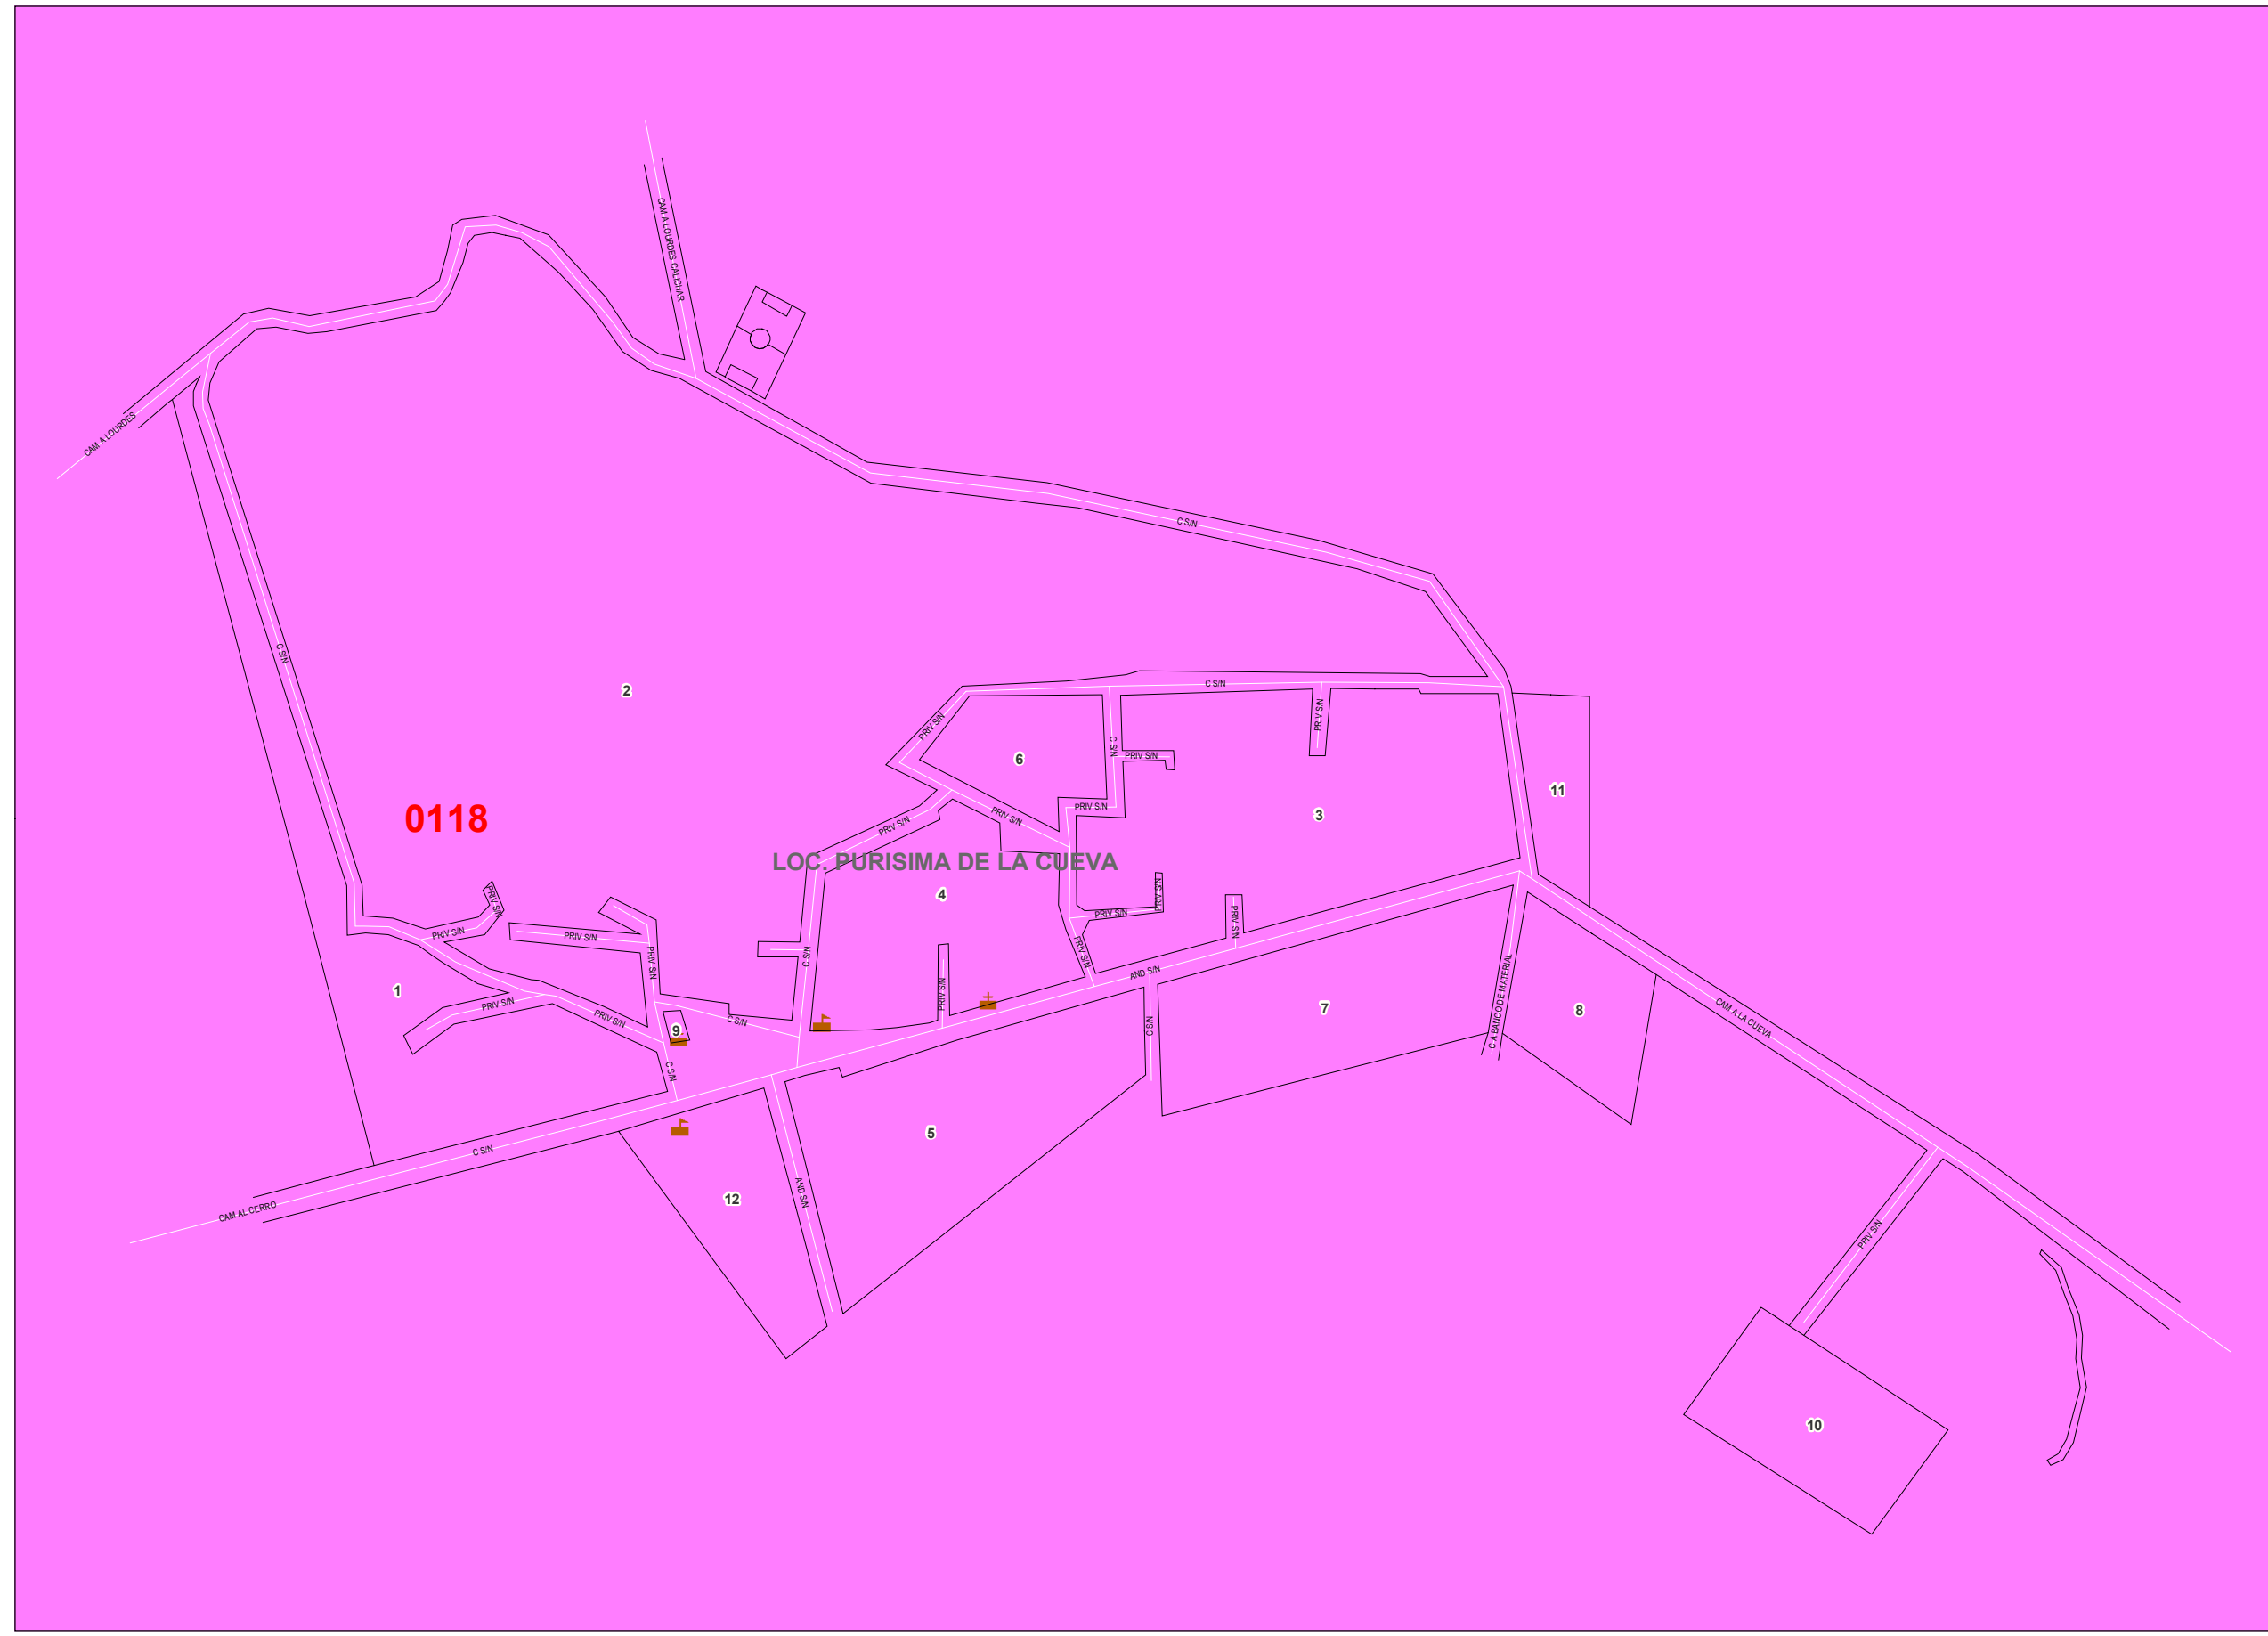 CAM. A LOURDES CALICHAR
CAM. A LOURDES
C S/N
C S/N
2
C S/N
PRIV S/N
PRIV S/N
C S/N
PRIV S/N
6
11
0118
PRIV S/N
PRIV S/N
PRIV S/N
3
LOC. PURISIMA DE LA CUEVA
4
PRIV S/N
PRIV S/N
PRIV S/N
PRIV S/N
PRIV S/N
PRIV S/N
PRIV S/N
C S/N
PRIV S/N
PRIV S/N
AND S/N
1
PRIV S/N
PRIV S/N
PRIV S/N
C S/N
9
C S/N
7
C A BANCO DE MATERIAL
8
CAM. A LA CUEVA
C S/N
5
C S/N
12
AND S/N
CAM. AL CERRO
PRIV S/N
10